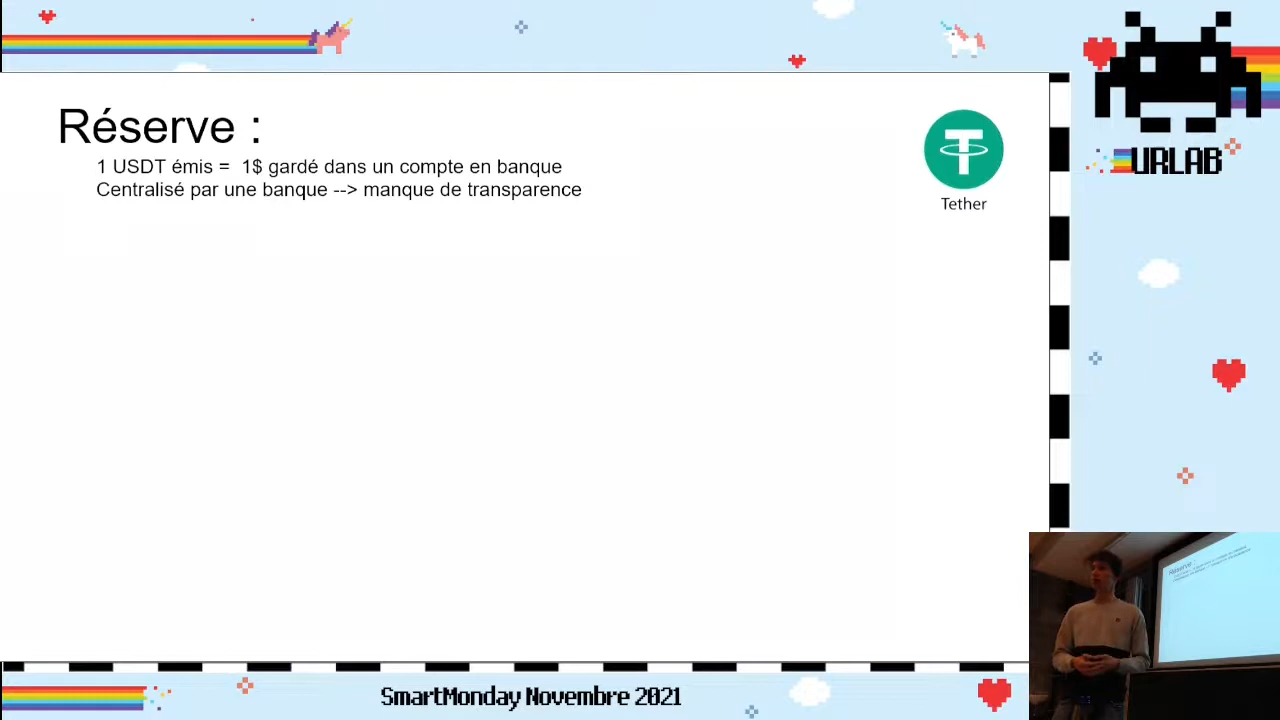 Réserve :
1 USDT émis = 1$ gardé dans un compte en banque
Centralisé par une banque --> manque de transparence
Tether
URLAB
SmartMonday Novembre 2021
Réserve :